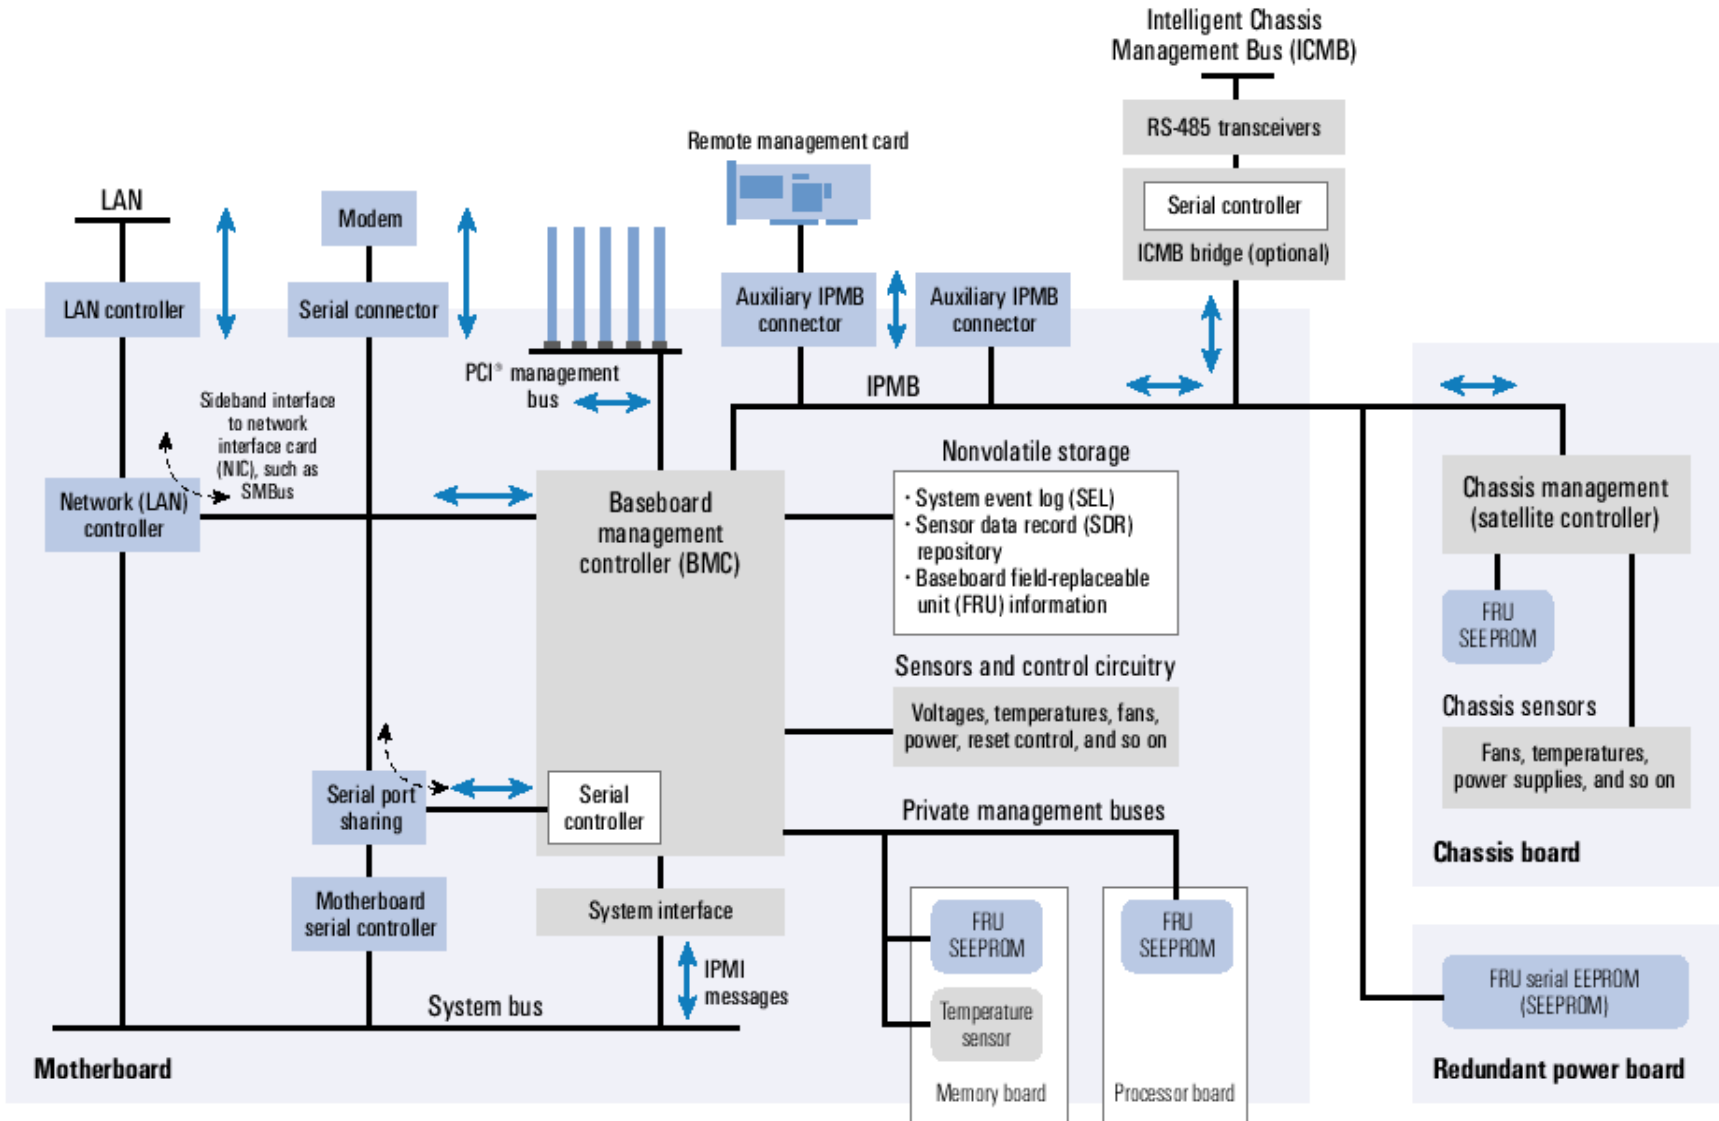 Intelligent Chassis
Management Bus (ICMB)
RS-485 transceivers
Serial controller
ICMB bridge (optional)
Remote management card
LAN
Modem
LAN controller
Serial connector
Auxiliary IPMB
connector
Auxiliary IPMB
connector
PCI® management
bus
IPMB
Sideband interface
to network
interface card
(NIC), such as
SMBus
Network (LAN)
controller
Baseboard
management
controller (BMC)
Nonvolatile storage
· System event log (SEL)
· Sensor data record (SDR)
repository
· Baseboard field-replaceable
unit (FRU) information
Chassis management
(satellite controller)
FRU
SEEPROM
Sensors and control circuitry
Voltages, temperatures, fans,
power, reset control, and so on
Chassis sensors
Fans, temperatures,
power supplies, and so on
Chassis board
Serial port
sharing
Serial
controller
Private management buses
Motherboard
serial controller
System interface
FRU
SEEPROM
FRU
SEEPROM
IPMI
messages
Temperature
sensor
System bus
FRU serial EEPROM
(SEEPROM)
Motherboard
Memory board
Processor board
Redundant power board